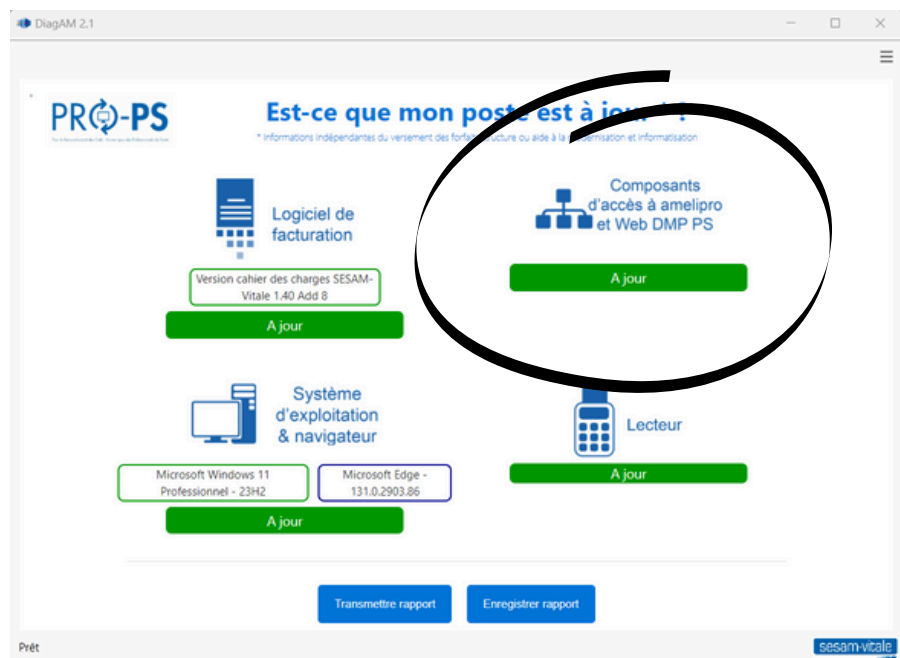 DiagAM 2.1
PRO-PS
Est-ce que mon poste est à jour * ?
* Informations indépendantes du versement des forfait structure ou aide à la modernisation et informatisation
Logiciel de
facturation
Version cahier des charges SESAM-
Vitale 1.40 Add 8
A jour
Composants
d'accès à amelipro
et Web DMP PS
A jour
Système
d'exploitation
& navigateur
Microsoft Windows 11
Professionnel - 23H2
Microsoft Edge -
131.0.2903.86
A jour
Lecteur
A jour
Transmettre rapport
Enregistrer rapport
Prêt
sesam-vitale